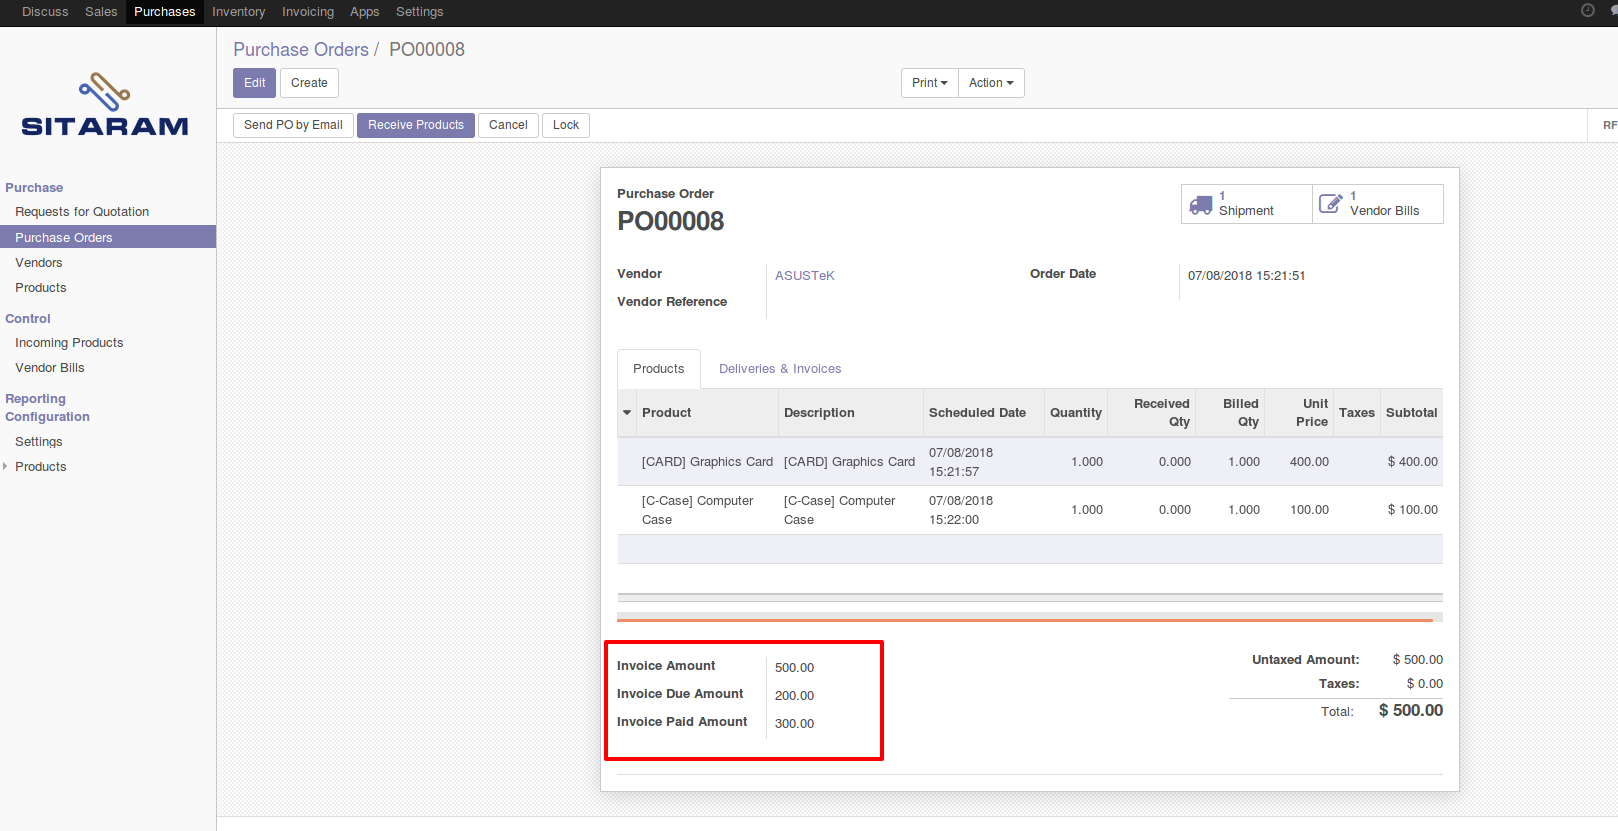 Discuss Sales Purchases Inventory Invoicing Apps Settings
Purchase Orders / PO00008
Edit Create Print Action
Send PO by Email Receive Products Cancel Lock RF
SITARAM
Purchase
Requests for Quotation
Purchase Orders
Vendors
Products
Control
Incoming Products
Vendor Bills
Reporting
Configuration
Settings
Products
Purchase Order
PO00008
1
Shipment
1
Vendor Bills
Vendor ASUSTeK
Vendor Reference
Order Date 07/08/2018 15:21:51
Products Deliveries & Invoices
Product Description Scheduled Date Quantity Received Qty Billed Qty Unit Price Taxes Subtotal
[CARD] Graphics Card [CARD] Graphics Card 07/08/2018 15:21:57 1.000 0.000 1.000 400.00 $ 400.00
[C-Case] Computer Case [C-Case] Computer Case 07/08/2018 15:22:00 1.000 0.000 1.000 100.00 $ 100.00
Invoice Amount 500.00
Invoice Due Amount 200.00
Invoice Paid Amount 300.00
Untaxed Amount: $ 500.00
Taxes: $ 0.00
Total: $ 500.00